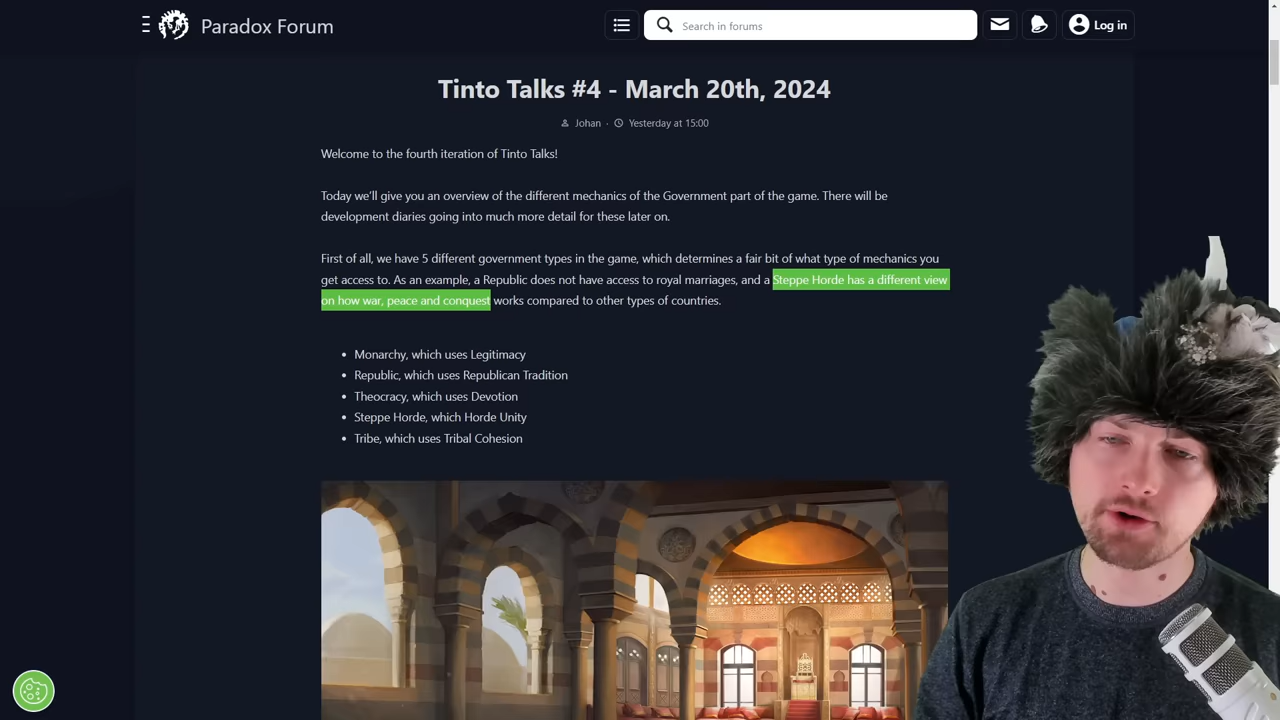 Paradox Forum
Search in forums
Log in
Tinto Talks #4 - March 20th, 2024
Johan · Yesterday at 15:00
Welcome to the fourth iteration of Tinto Talks!
Today we'll give you an overview of the different mechanics of the Government part of the game. There will be
development diaries going into much more detail for these later on.
First of all, we have 5 different government types in the game, which determines a fair bit of what type of mechanics you
get access to. As an example, a Republic does not have access to royal marriages, and a Steppe Horde has a different view
on how war, peace and conquest works compared to other types of countries.
• Monarchy, which uses Legitimacy
• Republic, which uses Republican Tradition
• Theocracy, which uses Devotion
• Steppe Horde, which Horde Unity
• Tribe, which uses Tribal Cohesion